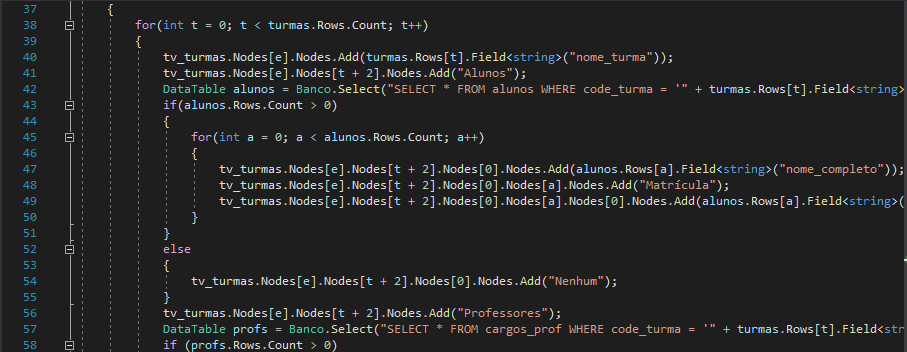 37 {
38 for(int t = 0; t < turmas.Rows.Count; t++)
39 {
40 tv_turmas.Nodes[e].Nodes.Add(turmas.Rows[t].Field<string>("nome_turma"));
41 tv_turmas.Nodes[e].Nodes[t + 2].Nodes.Add("Alunos");
42 DataTable alunos = Banco.Select("SELECT * FROM alunos WHERE code_turma = '" + turmas.Rows[t].Field<string>
43 if(alunos.Rows.Count > 0)
44 {
45 for(int a = 0; a < alunos.Rows.Count; a++)
46 {
47 tv_turmas.Nodes[e].Nodes[t + 2].Nodes[0].Nodes.Add(alunos.Rows[a].Field<string>("nome_completo"));
48 tv_turmas.Nodes[e].Nodes[t + 2].Nodes[0].Nodes[a].Nodes.Add("Matrícula");
49 tv_turmas.Nodes[e].Nodes[t + 2].Nodes[0].Nodes[a].Nodes[0].Nodes.Add(alunos.Rows[a].Field<string>(
50 }
51 }
52 else
53 {
54 tv_turmas.Nodes[e].Nodes[t + 2].Nodes[0].Nodes.Add("Nenhum");
55 }
56 tv_turmas.Nodes[e].Nodes[t + 2].Nodes.Add("Professores");
57 DataTable profs = Banco.Select("SELECT * FROM cargos_prof WHERE code_turma = '" + turmas.Rows[t].Field<str
58 if (profs.Rows.Count > 0)